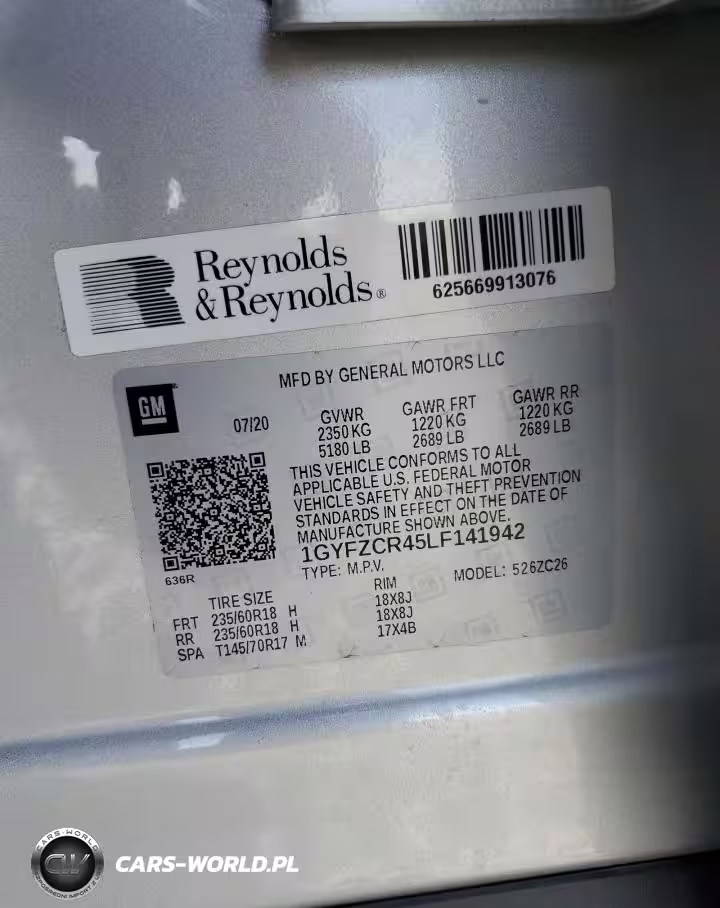 Reynolds
&Reynolds®
625669913076
GM
MFD BY GENERAL MOTORS LLC
07/20
GVWR
2350 KG
5180 LB
GAWR FRT
1220 KG
2689 LB
GAWR RR
1220 KG
2689 LB
THIS VEHICLE CONFORMS TO ALL
APPLICABLE U.S. FEDERAL MOTOR
VEHICLE SAFETY AND THEFT PREVENTION
STANDARDS IN EFFECT ON THE DATE OF
MANUFACTURE SHOWN ABOVE.
1GYFZCR45LF141942
TYPE: M.P.V.
MODEL: 526ZC26
636R
TIRE SIZE RIM
FRT 235/60R18 H 18X8J
RR 235/60R18 H 18X8J
SPA T145/70R17 M 17X4B
CARS-WORLD
CW
CARS-WORLD.PL